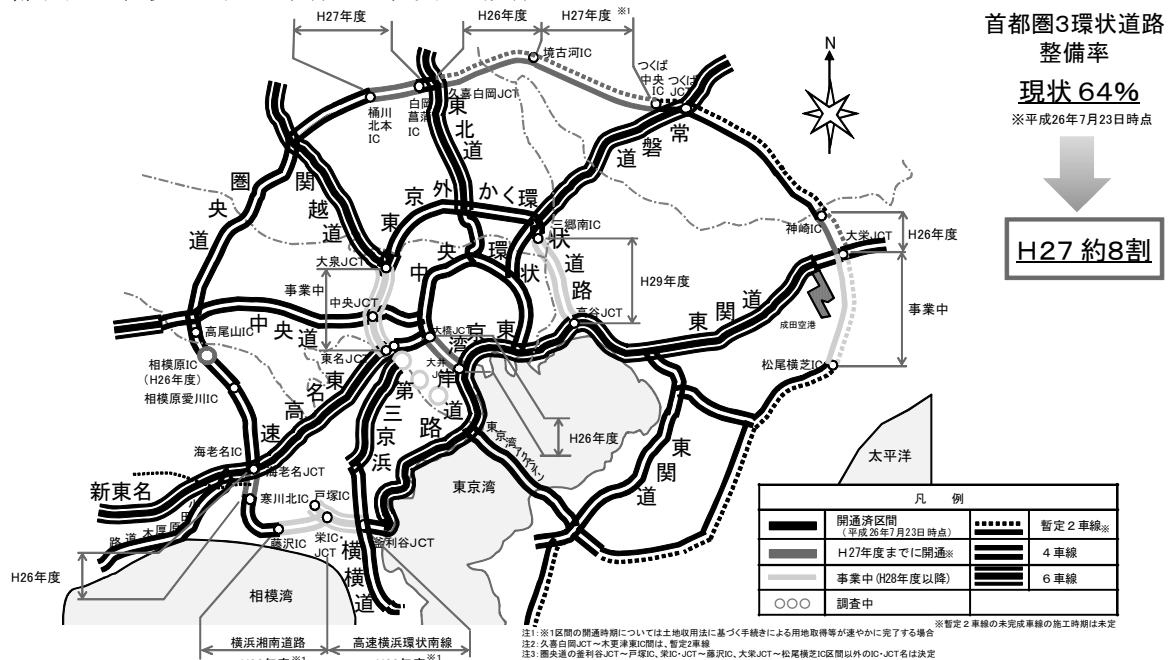 H27年度
H26年度
H27年度 ※1
首都圏3環状道路
整備率
現状 64%
※平成26年7月23日時点
H27 約8割
N
境古河IC
つくば
中央
IC
つくば
JCT
久喜白岡JCT
白岡
菖蒲
IC
桶川
北本
IC
東北道
常磐道
圏央道
関越道
東京外かく環状道路
中央環状
三郷南IC
神崎IC
大栄JCT
H26年度
大泉JCT
事業中
中央JCT
H29年度
高谷JCT
東関道
成田空港
事業中
高尾山IC
中央道
大橋JCT
東京湾岸道路
大井
東名JCT
松尾横芝IC
相模原IC
(H26年度)
相模原愛川IC
東名高速
第三京浜
H26年度
東京湾アクアライン
東関道
海老名IC
海老名JCT
新東名
小田原厚木道路
寒川北IC
戸塚IC
東京湾
太平洋
藤沢IC
栄IC・
JCT
釜利谷JCT
横横道
H26年度
相模湾
横浜湘南道路
高速横浜環状南線
凡 例
開通済区間
(平成26年7月23日時点)
暫定2車線※
H27年度までに開通※
4車線
事業中(H28年度以降)
6車線
調査中
※暫定2車線の未完成車線の施工時期は未定
注1:※1区間の開通時期については土地収用法に基づく手続きによる用地取得等が速やかに完了する場合
注2:久喜白岡JCT～木更津東IC間は、暫定2車線
注3:圏央道の釜利谷JCT～戸塚IC、栄IC・JCT～藤沢IC、大栄JCT～松尾横芝IC区間以外のIC・JCT名は決定